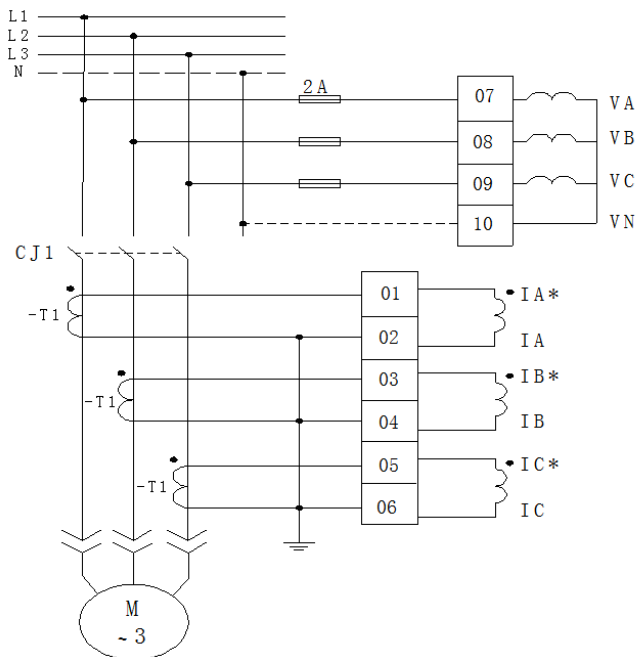 L1
L2
L3
N
2A
07 VA
08 VB
09 VC
10 VN
CJ1
01 IA*
-T1
02 IA
03 IB*
-T1
04 IB
05 IC*
-T1
06 IC
M
~3